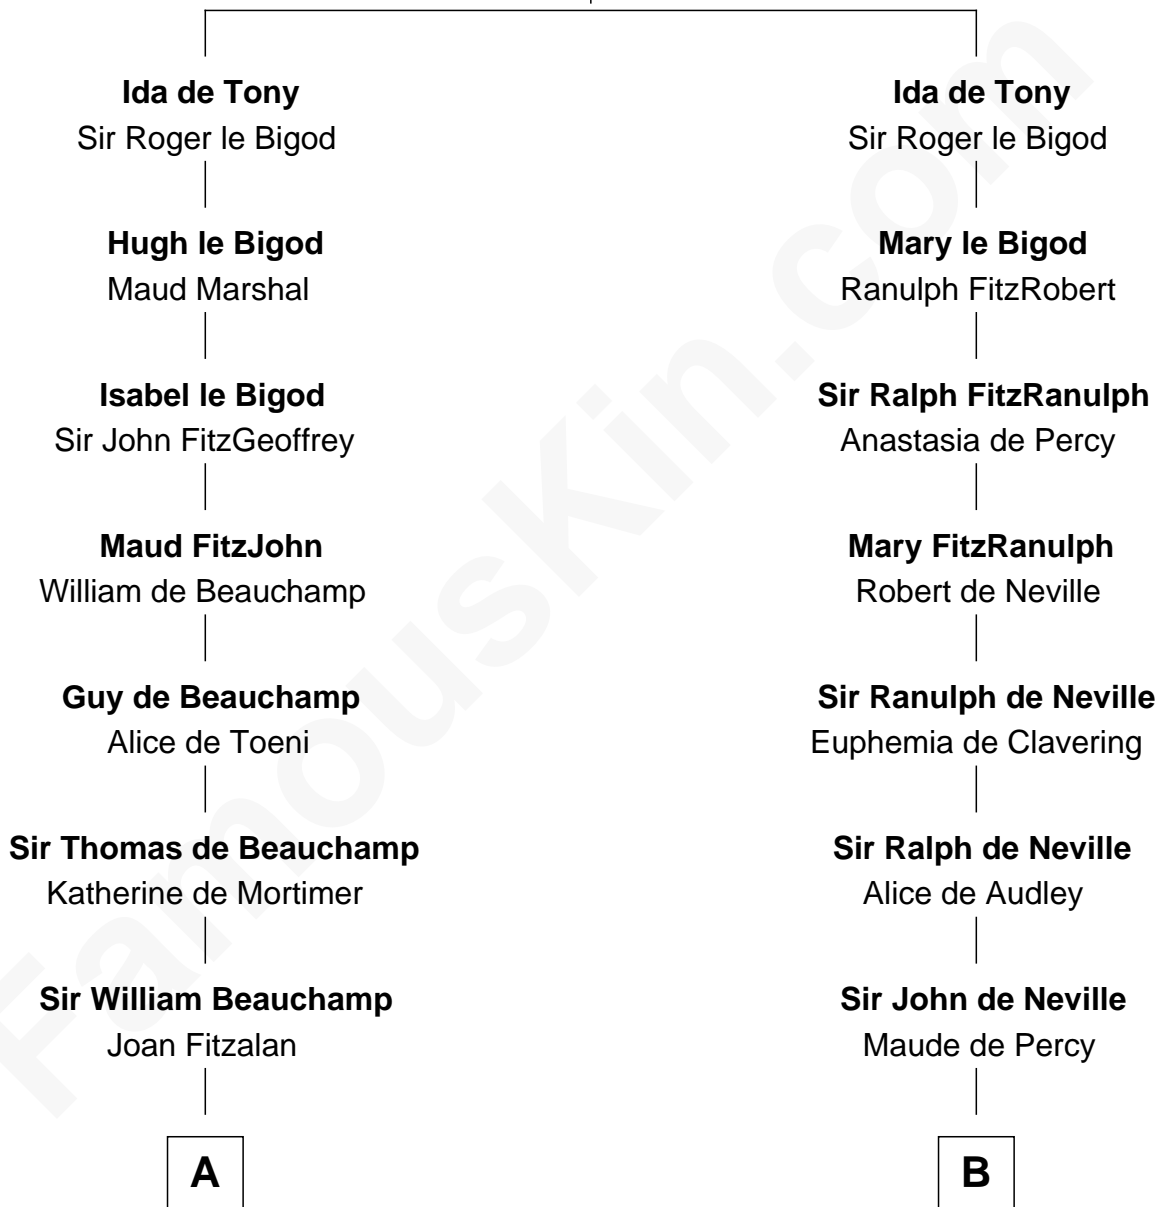 Ida de Tony
Sir Roger le Bigod
Hugh le Bigod
Maud Marshal
Isabel le Bigod
Sir John FitzGeoffrey
Maud FitzJohn
William de Beauchamp
Guy de Beauchamp
Alice de Toeni
Sir Thomas de Beauchamp
Katherine de Mortimer
Sir William Beauchamp
Joan Fitzalan
A
Ida de Tony
Sir Roger le Bigod
Mary le Bigod
Ranulph FitzRobert
Sir Ralph FitzRanulph
Anastasia de Percy
Mary FitzRanulph
Robert de Neville
Sir Ranulph de Neville
Euphemia de Clavering
Sir Ralph de Neville
Alice de Audley
Sir John de Neville
Maude de Percy
B
FamousKin.com